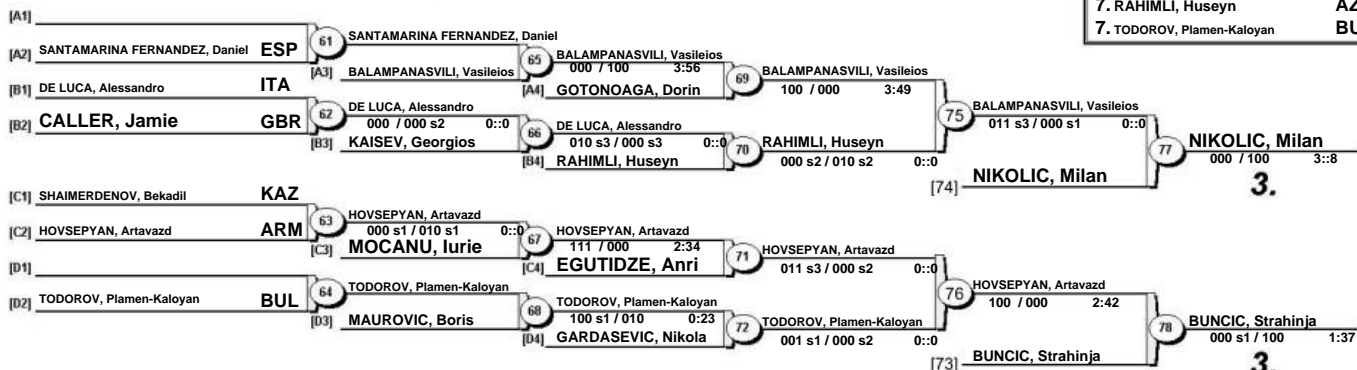 7. RAHIMLI, Huseyn AZ
7. TODOROV, Plamen-Kaloyan BU
[A1]
61 SANTAMARINA FERNANDEZ, Daniel
[A2] SANTAMARINA FERNANDEZ, Daniel ESP
65 BALAMPANASVILI, Vasileios
000 / 100 3:56
[A3] BALAMPANASVILI, Vasileios
69 BALAMPANASVILI, Vasileios
100 / 000 3:49
[B1] DE LUCA, Alessandro ITA
[A4] GOTONOAGA, Dorin
62 DE LUCA, Alessandro
000 / 000 s2 0::0
75 BALAMPANASVILI, Vasileios
011 s3 / 000 s1 0::0
[B2] CALLER, Jamie GBR
66 DE LUCA, Alessandro
010 s3 / 000 s3 0::0
[B3] KAISEV, Georgios
70 RAHIMLI, Huseyn
000 s2 / 010 s2 0::0
77 NIKOLIC, Milan
000 / 100 3::8
[B4] RAHIMLI, Huseyn
[74] NIKOLIC, Milan
3.
[C1] SHAIMERDENOV, Bekadil KAZ
63 HOVSEPYAN, Artavazd
000 s1 / 010 s1 0::0
[C2] HOVSEPYAN, Artavazd ARM
67 HOVSEPYAN, Artavazd
111 / 000 2:34
[C3] MOCANU, Iurie
71 HOVSEPYAN, Artavazd
011 s3 / 000 s2 0::0
[C4] EGUTIDZE, Anri
[D1]
64 TODOROV, Plamen-Kaloyan
76 HOVSEPYAN, Artavazd
100 / 000 2:42
[D2] TODOROV, Plamen-Kaloyan BUL
68 TODOROV, Plamen-Kaloyan
100 s1 / 010 0:23
[D3] MAUROVIC, Boris
72 TODOROV, Plamen-Kaloyan
001 s1 / 000 s2 0::0
78 BUNCIC, Strahinja
000 s1 / 100 1:37
[D4] GARDASEVIC, Nikola
[73] BUNCIC, Strahinja
3.